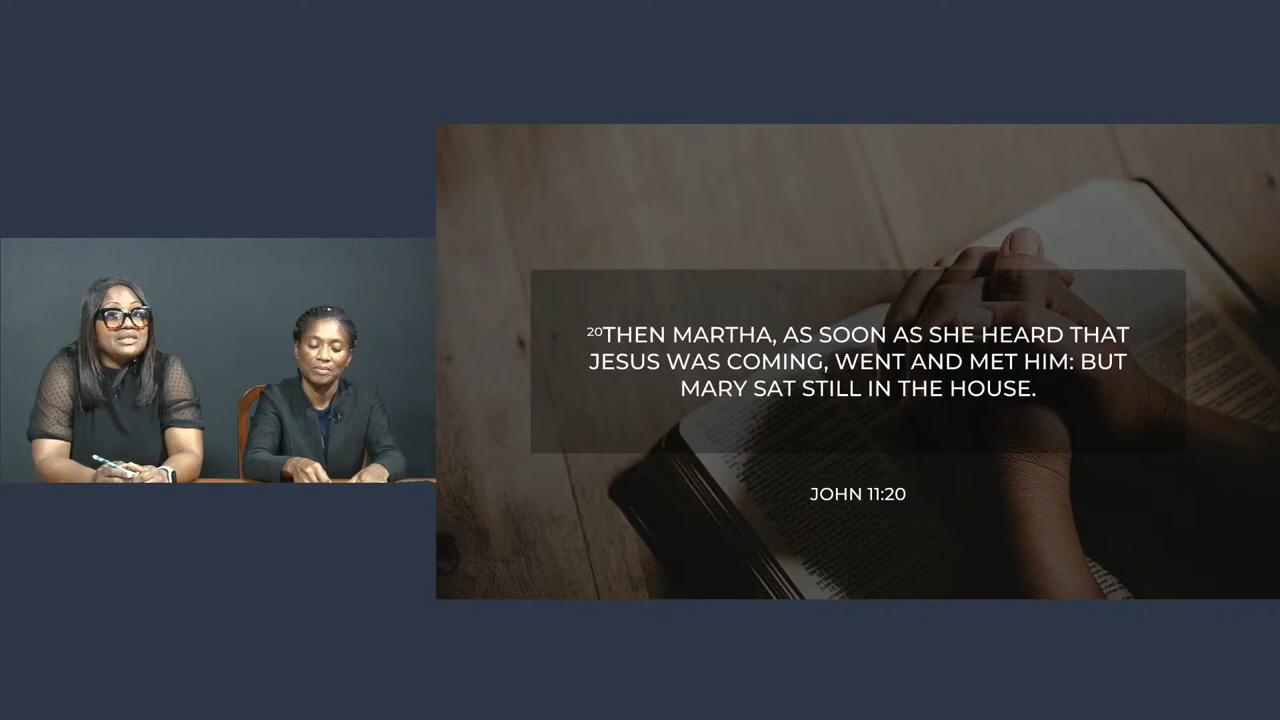 ²⁰THEN MARTHA, AS SOON AS SHE HEARD THAT
JESUS WAS COMING, WENT AND MET HIM: BUT
MARY SAT STILL IN THE HOUSE.
JOHN 11:20